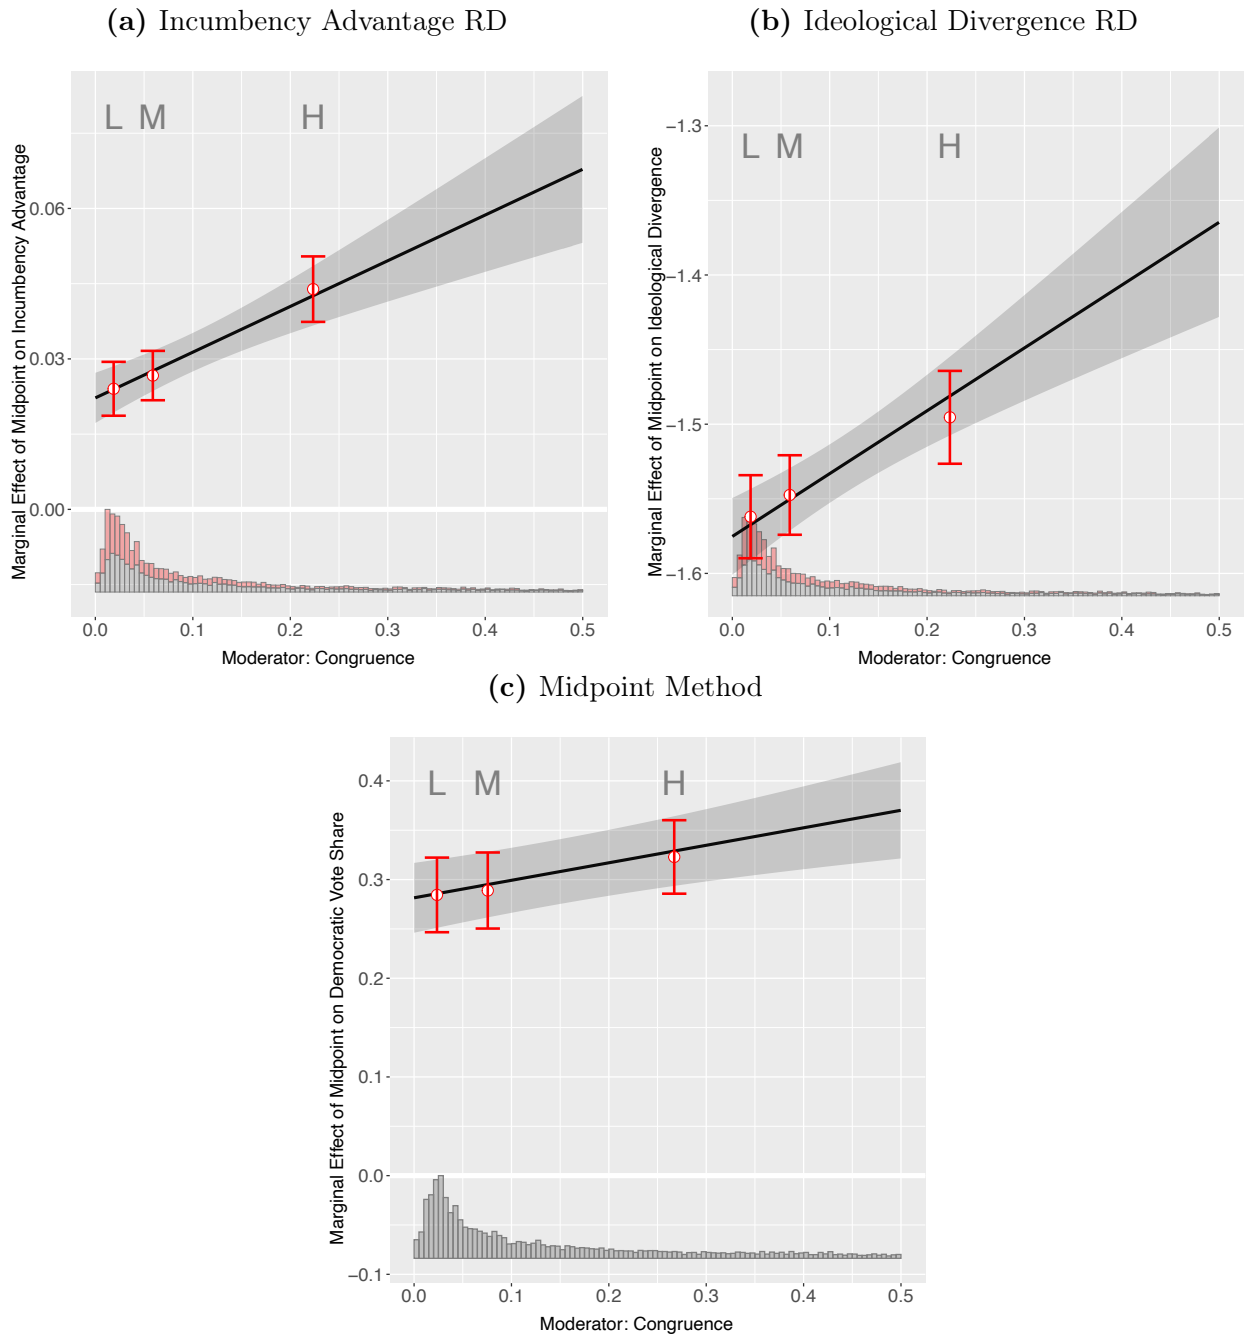 (a) Incumbency Advantage RD
Marginal Effect of Midpoint on Incumbency Advantage
L M H
0.06
0.03
0.00
0.0 0.1 0.2 0.3 0.4 0.5
Moderator: Congruence
(b) Ideological Divergence RD
Marginal Effect of Midpoint on Ideological Divergence
L M H
−1.3
−1.4
−1.5
−1.6
0.0 0.1 0.2 0.3 0.4 0.5
Moderator: Congruence
(c) Midpoint Method
Marginal Effect of Midpoint on Democratic Vote Share
L M H
0.4
0.3
0.2
0.1
0.0
−0.1
0.0 0.1 0.2 0.3 0.4 0.5
Moderator: Congruence